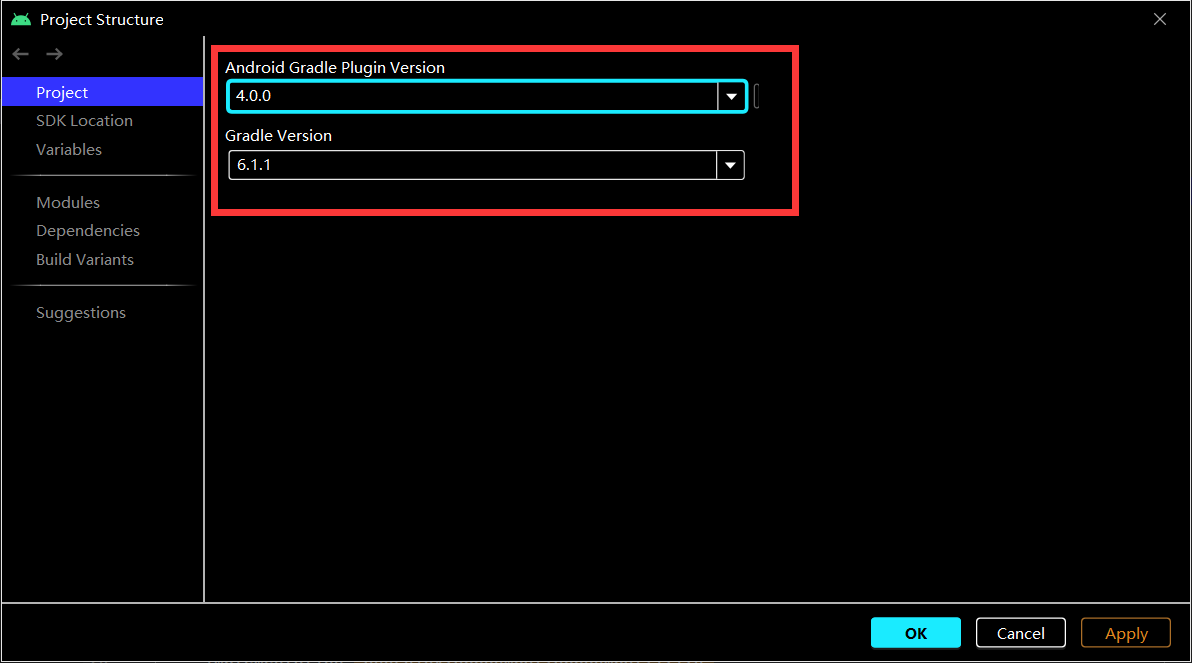 Project Structure
Project
SDK Location
Variables
Modules
Dependencies
Build Variants
Suggestions
Android Gradle Plugin Version
4.0.0
Gradle Version
6.1.1
OK
Cancel
Apply